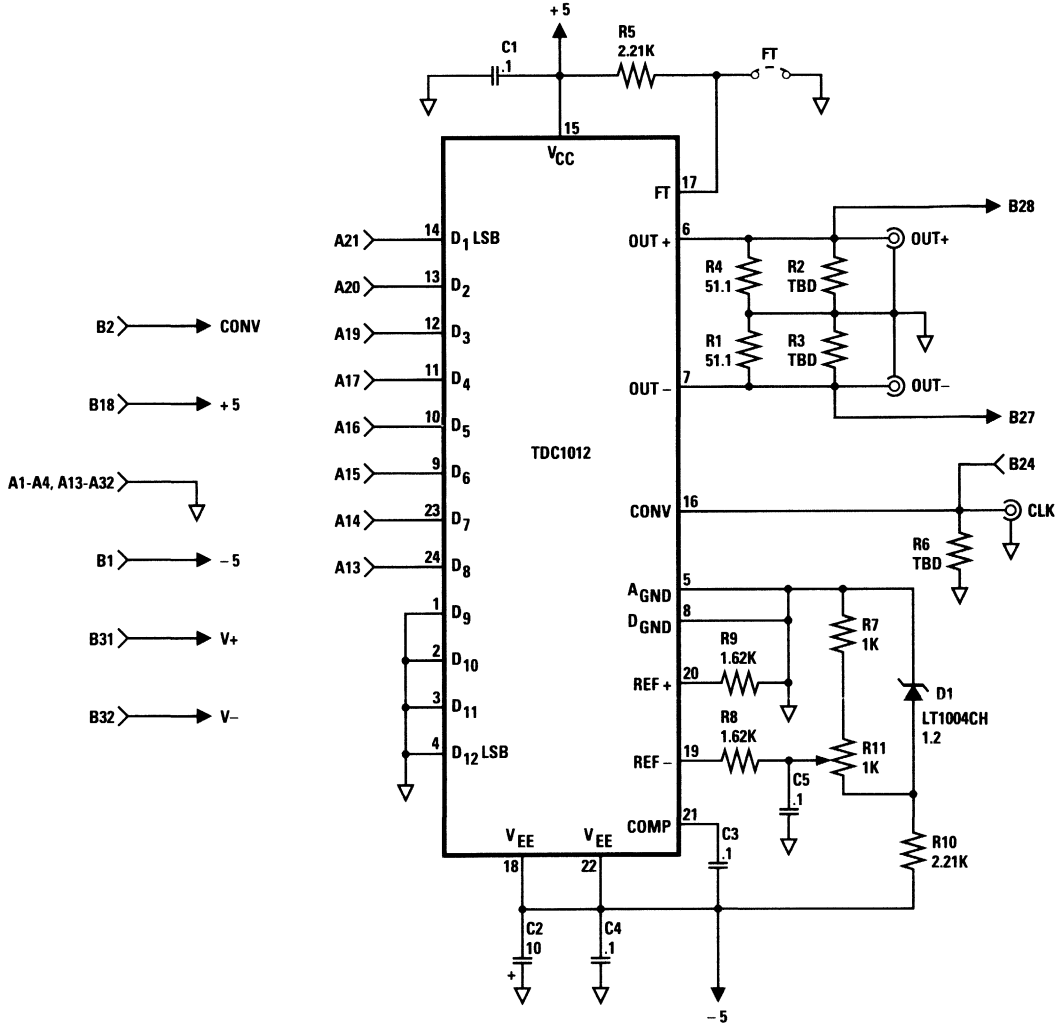 +5
C1
.1
R5
2.21K
FT
15
VCC
FT
17
A21
14
D1 LSB
A20
13
D2
A19
12
D3
A17
11
D4
A16
10
D5
A15
9
D6
A14
23
D7
A13
24
D8
1
D9
2
D10
3
D11
4
D12 LSB
B2
CONV
B18
+5
A1-A4, A13-A32
B1
–5
B31
V+
B32
V–
TDC1012
OUT+
6
B28
OUT+
R4
51.1
R2
TBD
R1
51.1
R3
TBD
OUT–
7
OUT–
B27
B24
CONV
16
CLK
R6
TBD
AGND
5
DGND
8
R9
1.62K
R7
1K
REF+
20
D1
LT1004CH
1.2
R8
1.62K
REF–
19
R11
1K
C5
.1
COMP
21
C3
.1
R10
2.21K
VEE
VEE
18
22
C2
10
+
C4
.1
–5